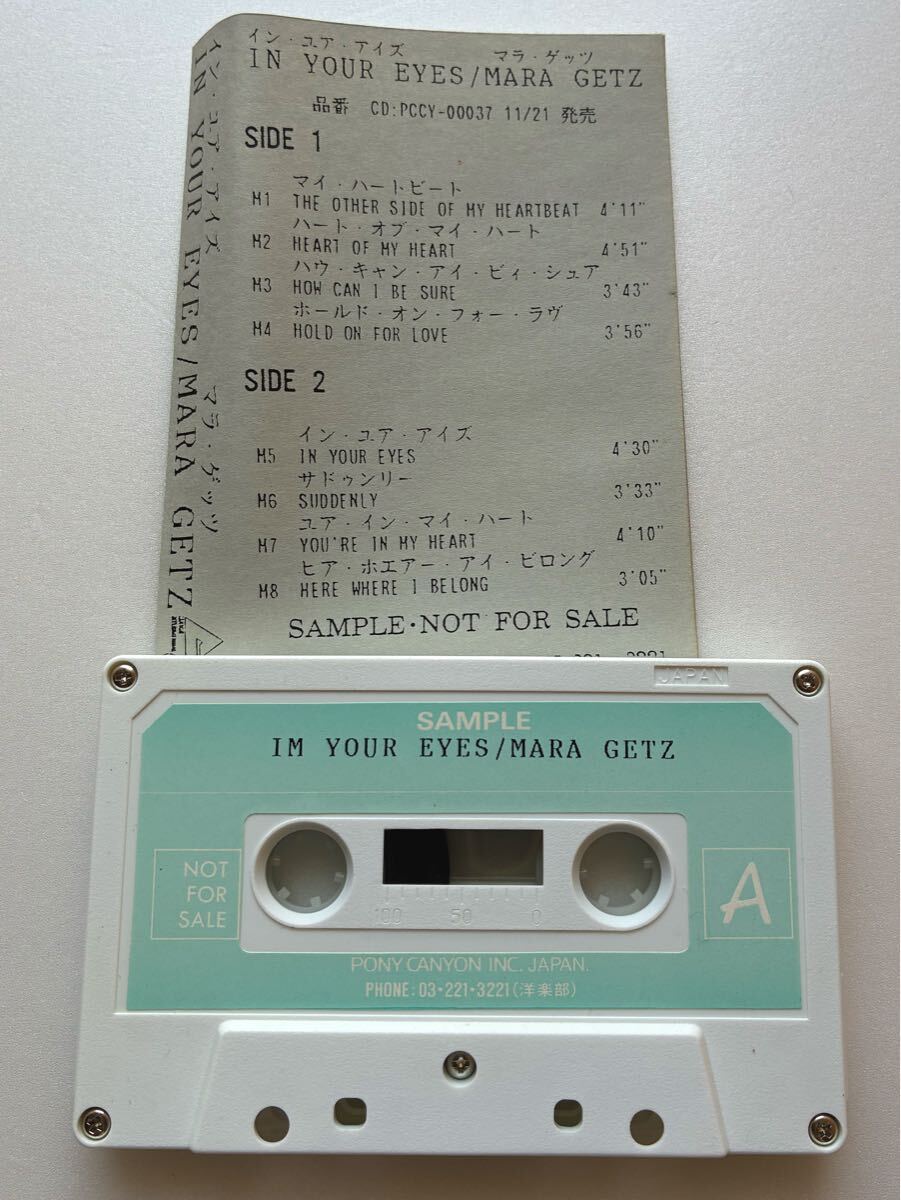 イン・ユア・アイズ マラ・ゲッツ
IN YOUR EYES/MARA GETZ
品番 CD:PCCY-00037 11/21 発売
SIDE 1
マイ・ハートビート
M1 THE OTHER SIDE OF MY HEARTBEAT 4'11"
ハート・オブ・マイ・ハート
M2 HEART OF MY HEART 4'51"
ハウ・キャン・アイ・ビィ・シュア
M3 HOW CAN I BE SURE 3'43"
ホールド・オン・フォー・ラヴ
M4 HOLD ON FOR LOVE 3'56"
SIDE 2
イン・ユア・アイズ
M5 IN YOUR EYES 4'30"
サドゥンリー
M6 SUDDENLY 3'33"
ユア・イン・マイ・ハート
M7 YOU'RE IN MY HEART 4'10"
ヒア・ホエアー・アイ・ビロング
M8 HERE WHERE I BELONG 3'05"
SAMPLE・NOT FOR SALE
イン・ユア・アイズ マラ・ゲッツ
IN YOUR EYES/MARA GETZ
JAPAN
SAMPLE
IM YOUR EYES/MARA GETZ
NOT
FOR
SALE
A
100 50 0
PONY CANYON INC. JAPAN.
PHONE:03・221・3221(洋楽部)